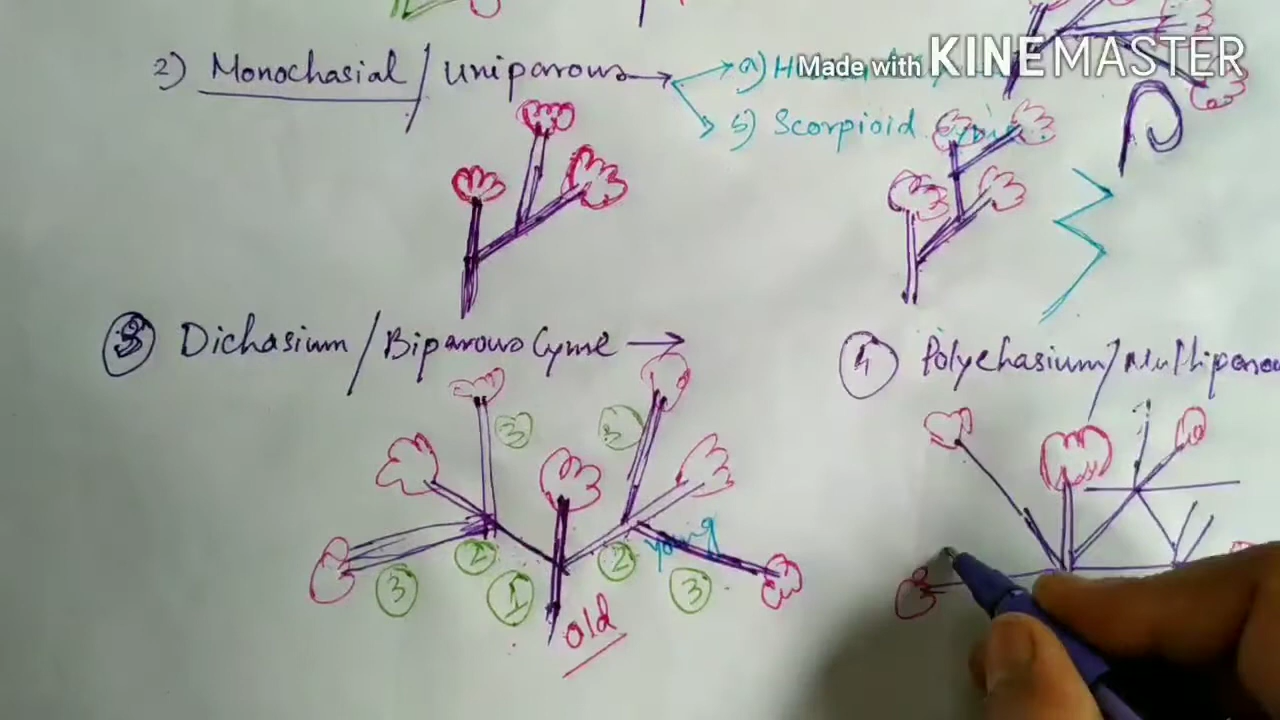 2) Monochasial / Uniparous → a)
Made with KINEMASTER
b) Scorpioid
3 Dichasium / Biparous Cyme →
4 Polychasium / Multiparou
3
3
2
2
young
3
1
3
old